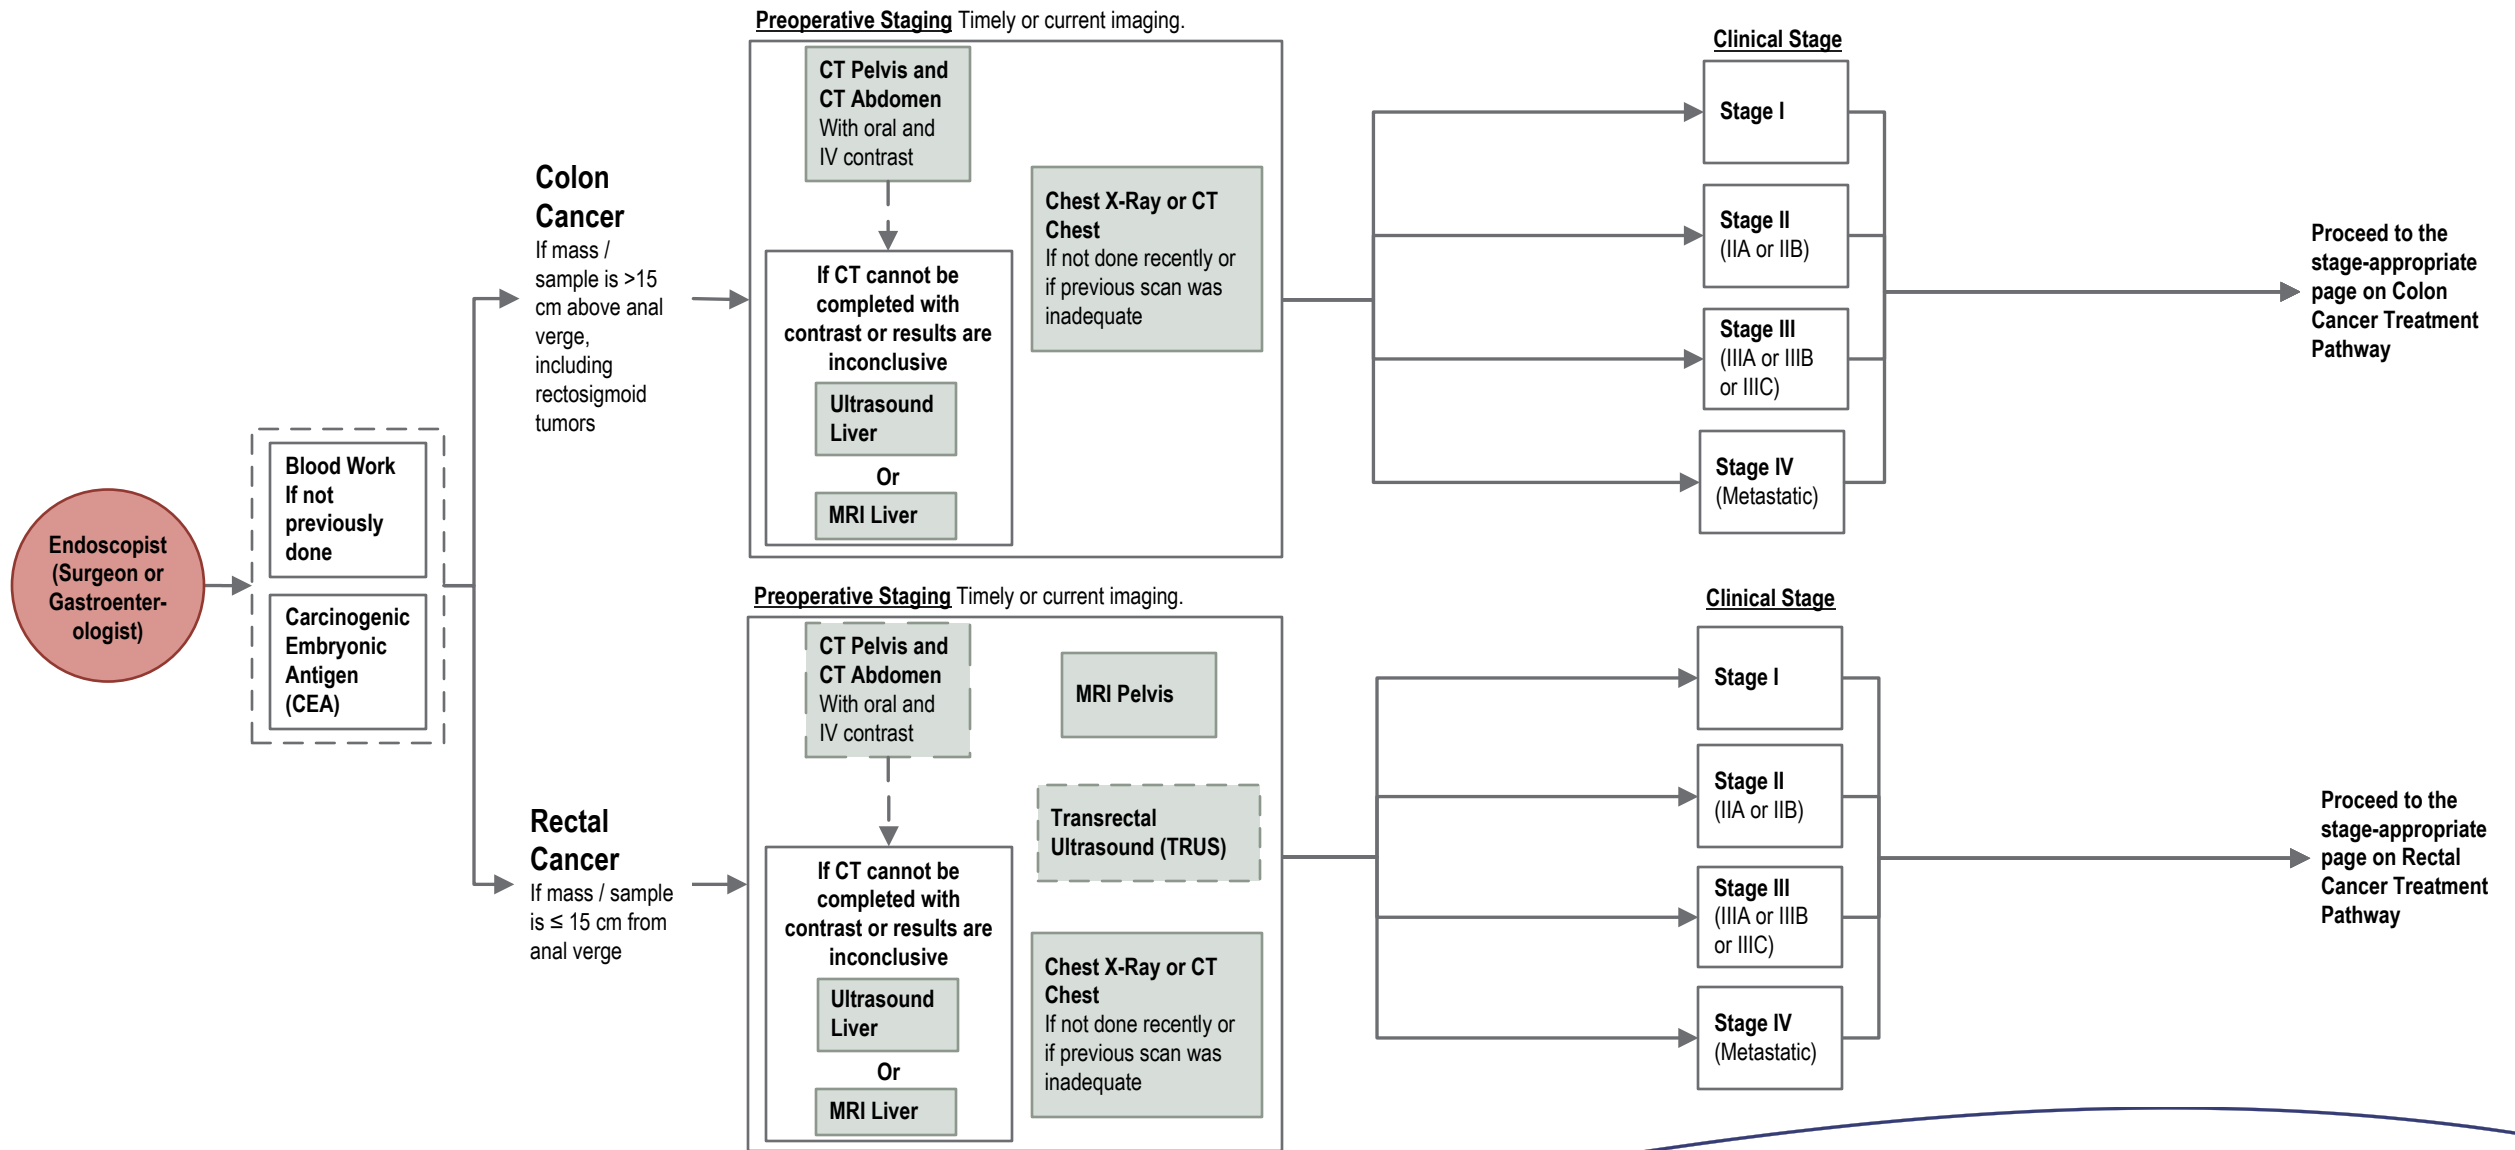 Endoscopist
(Surgeon or
Gastroenter-
ologist)
Blood Work
If not
previously
done
Carcinogenic
Embryonic
Antigen
(CEA)
Colon
Cancer
If mass /
sample is >15
cm above anal
verge,
including
rectosigmoid
tumors
Preoperative Staging Timely or current imaging.
CT Pelvis and
CT Abdomen
With oral and
IV contrast
If CT cannot be
completed with
contrast or results are
inconclusive
Ultrasound
Liver
Or
MRI Liver
Chest X-Ray or CT
Chest
If not done recently or
if previous scan was
inadequate
Clinical Stage
Stage I
Stage II
(IIA or IIB)
Stage III
(IIIA or IIIB
or IIIC)
Stage IV
(Metastatic)
Proceed to the
stage-appropriate
page on Colon
Cancer Treatment
Pathway
Rectal
Cancer
If mass / sample
is ≤ 15 cm from
anal verge
Preoperative Staging Timely or current imaging.
CT Pelvis and
CT Abdomen
With oral and
IV contrast
If CT cannot be
completed with
contrast or results are
inconclusive
Ultrasound
Liver
Or
MRI Liver
MRI Pelvis
Transrectal
Ultrasound (TRUS)
Chest X-Ray or CT
Chest
If not done recently or
if previous scan was
inadequate
Clinical Stage
Stage I
Stage II
(IIA or IIB)
Stage III
(IIIA or IIIB
or IIIC)
Stage IV
(Metastatic)
Proceed to the
stage-appropriate
page on Rectal
Cancer Treatment
Pathway